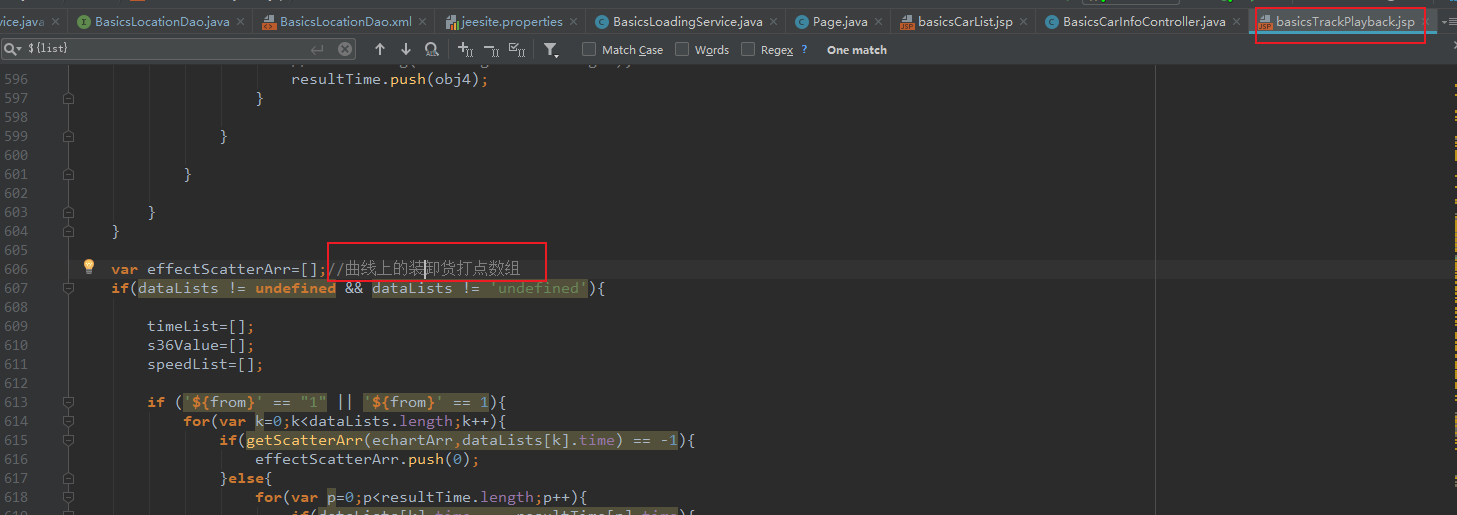 vice.java BasicsLocationDao.java BasicsLocationDao.xml jeesite.properties BasicsLoadingService.java Page.java basicsCarList.jsp BasicsCarInfoController.java basicsTrackPlayback.jsp
${list} Match Case Words Regex ? One match
596 resultTime.push(obj4);
597 }
598
599 }
600
601 }
602
603 }
604 }
605
606 var effectScatterArr=[];//曲线上的装卸货打点数组
607 if(dataLists != undefined && dataLists != 'undefined'){
608
609 timeList=[];
610 s36Value=[];
611 speedList=[];
612
613 if ('${from}' == "1" || '${from}' == 1){
614 for(var k=0;k<dataLists.length;k++){
615 if(getScatterArr(echartArr,dataLists[k].time) == -1){
616 effectScatterArr.push(0);
617 }else{
618 for(var p=0;p<resultTime.length;p++){